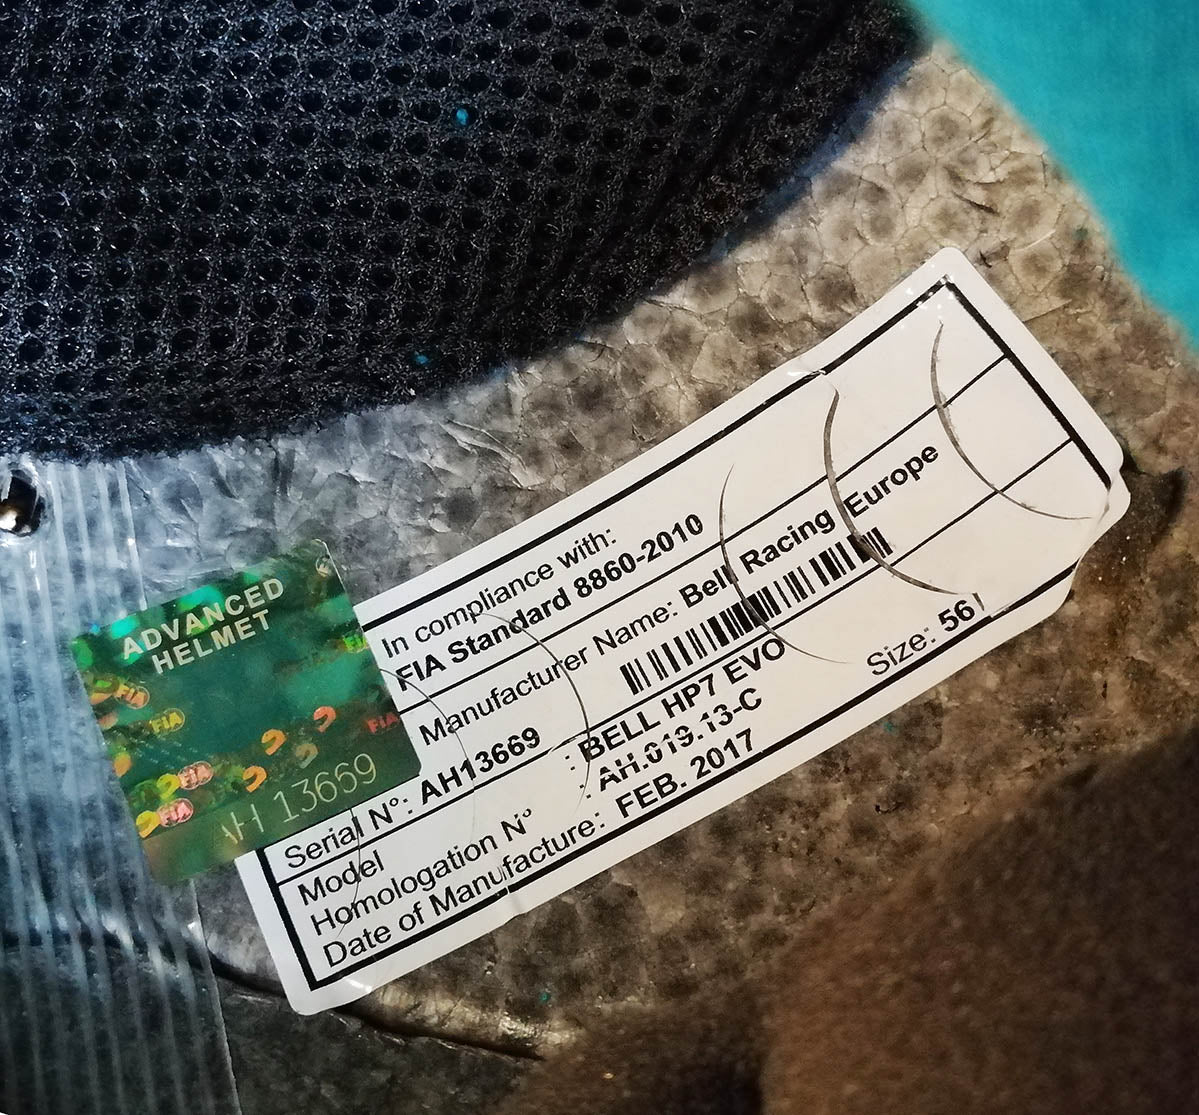 ADVANCED
HELMET
FIA
FIA
FIA
AH 13669
In compliance with:
FIA Standard 8860-2010
Manufacturer Name: Bell Racing Europe
Serial N°: AH13669
Model : BELL HP7 EVO
Homologation N° : AH.019.13-C
Date of Manufacture: FEB. 2017
Size: 56